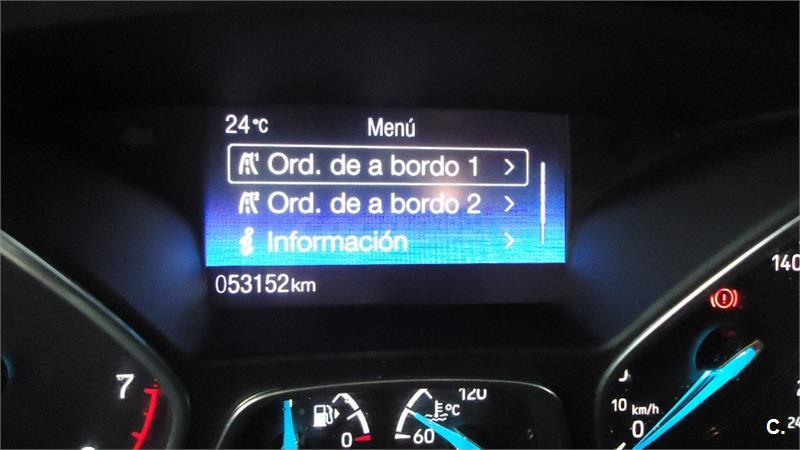 24°C Menú
Ord. de a bordo 1
Ord. de a bordo 2
Información
053152km
140
7
120
°C
10 km/h
0
0
60
24
C.